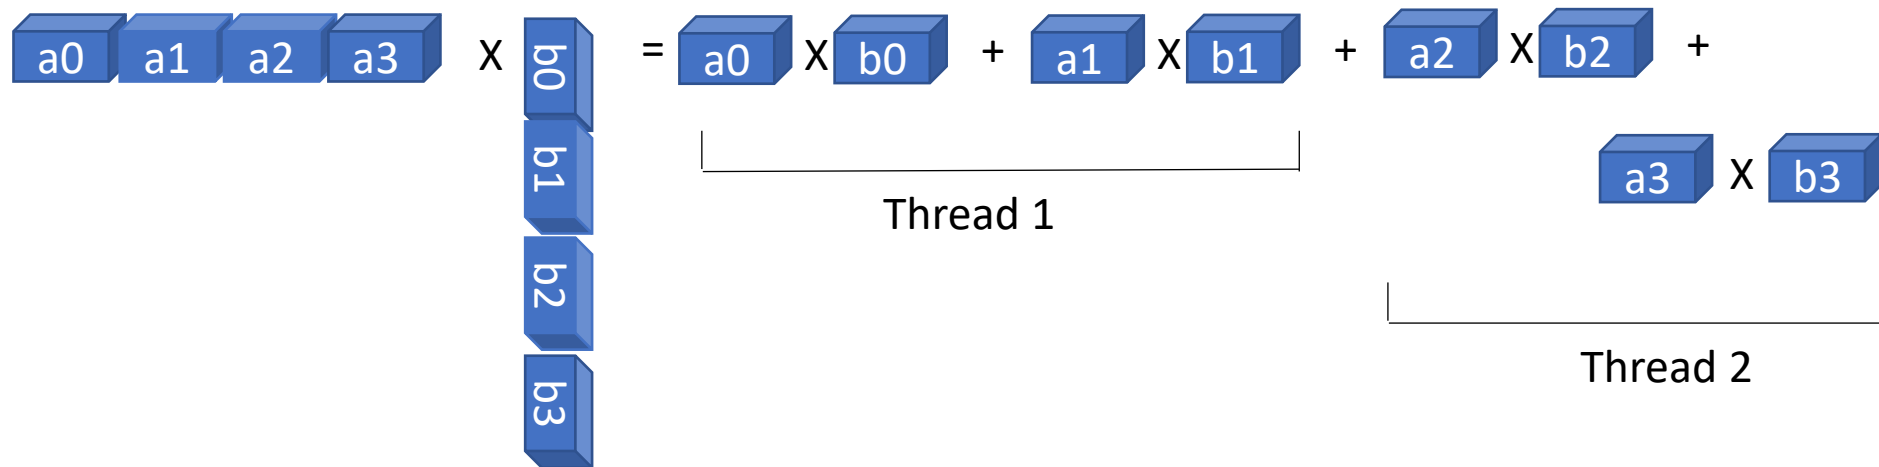 a0 a1 a2 a3 X b0 = a0 X b0 + a1 X b1 + a2 X b2 +
b1
a3 X b3
Thread 1
b2
Thread 2
b3